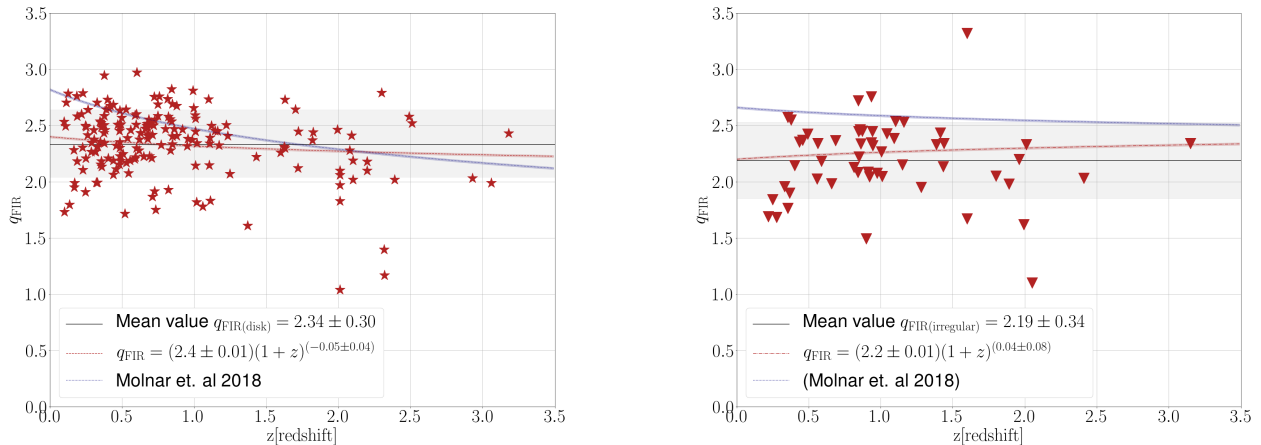 3.5
3.0
2.5
2.0
1.5
1.0
0.5
0.0
q_FIR
0.0 0.5 1.0 1.5 2.0 2.5 3.0 3.5
z[redshift]
Mean value q_FIR(disk) = 2.34 ± 0.30
q_FIR = (2.4 ± 0.01)(1 + z)^(−0.05±0.04)
Molnar et. al 2018
3.5
3.0
2.5
2.0
1.5
1.0
0.5
0.0
q_FIR
0.0 0.5 1.0 1.5 2.0 2.5 3.0 3.5
z[redshift]
Mean value q_FIR(irregular) = 2.19 ± 0.34
q_FIR = (2.2 ± 0.01)(1 + z)^(0.04±0.08)
(Molnar et. al 2018)